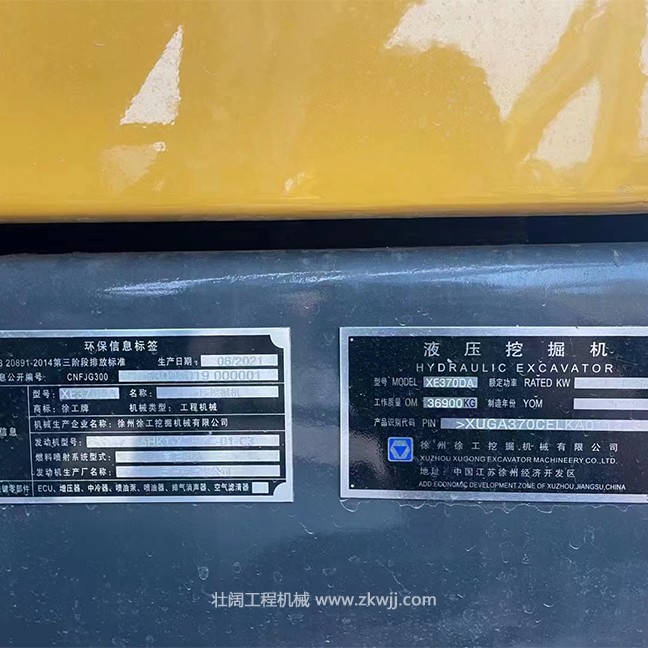 环保信息标签
20891-2014第三阶段排放标准 生产日期: 06/2021
息公开编号: CNFJG300 019 000001
型号: 名称:
商标: 徐工牌 机械类型: 工程机械
机械生产企业名称: 徐州徐工挖掘机械有限公司
信息
发动机型号:
燃料喷射系统型式:
发动机生产厂名称:
键零部件 ECU、增压器、中冷器、喷油泵、喷油器、排气消声器、空气滤清器
液压挖掘机
HYDRAULIC EXCAVATOR
型号 MODEL XE370DA 额定功率 RATED KW
工作质量 OM 36900KG 制造年份 YOM
产品识别代码 PIN >XUGA370CELKA0
徐州徐工挖掘机械有限公司
XUZHOU XUGONG EXCAVATOR MACHINEERY CO.,LTD.
地址: 中国江苏徐州经济开发区
ADD:ECONOMIC DEVELOPMENT ZONE OF XUZHOU,JIANGSU,CHINA
壮阔工程机械 www.zkwjj.com